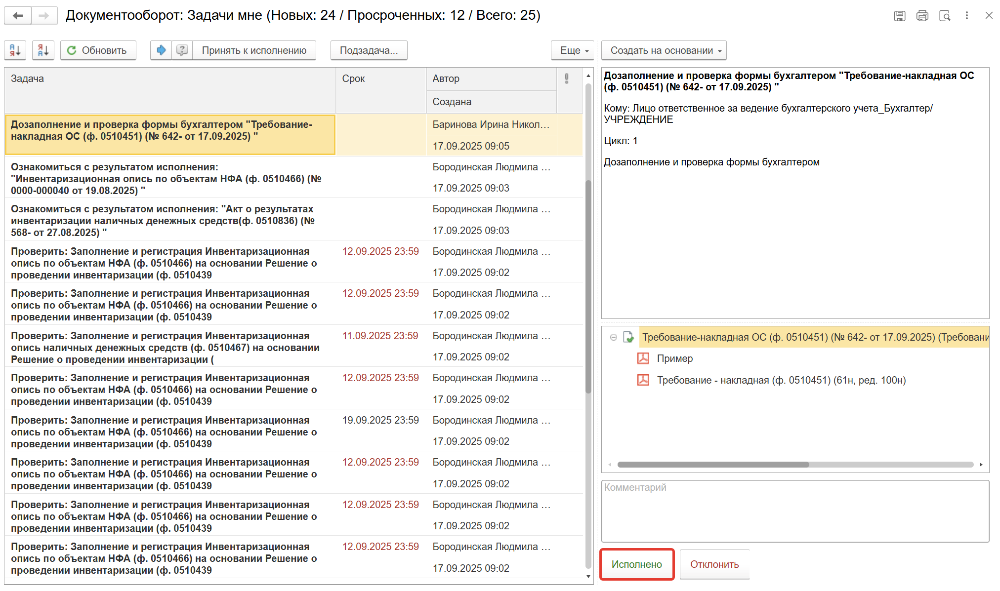 Документооборот: Задачи мне (Новых: 24 / Просроченных: 12 / Всего: 25)
Обновить
Принять к исполнению
Подзадача...
Еще
Создать на основании
Задача
Срок
Автор
Создана
Дозаполнение и проверка формы бухгалтером "Требование-
накладная ОС (ф. 0510451) (№ 642- от 17.09.2025) "
Баринова Ирина Никол...
17.09.2025 09:05
Ознакомиться с результатом исполнения:
"Инвентаризационная опись по объектам НФА (ф. 0510466) (№
0000-000040 от 19.08.2025) "
Бородинская Людмила ...
17.09.2025 09:03
Ознакомиться с результатом исполнения: "Акт о результатах
инвентаризации наличных денежных средств(ф. 0510836) (№
568- от 27.08.2025) "
Бородинская Людмила ...
17.09.2025 09:03
Проверить: Заполнение и регистрация Инвентаризационная
опись по объектам НФА (ф. 0510466) на основании Решение о
проведении инвентаризации (ф. 0510439
12.09.2025 23:59
Бородинская Людмила ...
17.09.2025 09:02
Проверить: Заполнение и регистрация Инвентаризационная
опись по объектам НФА (ф. 0510466) на основании Решение о
проведении инвентаризации (ф. 0510439
12.09.2025 23:59
Бородинская Людмила ...
17.09.2025 09:02
Проверить: Заполнение и регистрация Инвентаризационная
опись наличных денежных средств (ф. 0510467) на основании
Решение о проведении инвентаризации (
11.09.2025 23:59
Бородинская Людмила ...
17.09.2025 09:02
Проверить: Заполнение и регистрация Инвентаризационная
опись по объектам НФА (ф. 0510466) на основании Решение о
проведении инвентаризации (ф. 0510439
12.09.2025 23:59
Бородинская Людмила ...
17.09.2025 09:02
Проверить: Заполнение и регистрация Инвентаризационная
опись по объектам НФА (ф. 0510466) на основании Решение о
проведении инвентаризации (ф. 0510439
19.09.2025 23:59
Бородинская Людмила ...
17.09.2025 09:02
Проверить: Заполнение и регистрация Инвентаризационная
опись по объектам НФА (ф. 0510466) на основании Решение о
проведении инвентаризации (ф. 0510439
12.09.2025 23:59
Бородинская Людмила ...
17.09.2025 09:02
Проверить: Заполнение и регистрация Инвентаризационная
опись по объектам НФА (ф. 0510466) на основании Решение о
проведении инвентаризации (ф. 0510439
12.09.2025 23:59
Бородинская Людмила ...
17.09.2025 09:02
Проверить: Заполнение и регистрация Инвентаризационная
опись по объектам НФА (ф. 0510466) на основании Решение о
проведении инвентаризации (ф. 0510439
12.09.2025 23:59
Бородинская Людмила ...
17.09.2025 09:02
Дозаполнение и проверка формы бухгалтером "Требование-накладная ОС
(ф. 0510451) (№ 642- от 17.09.2025) "
Кому: Лицо ответственное за ведение бухгалтерского учета_Бухгалтер/
УЧРЕЖДЕНИЕ
Цикл: 1
Дозаполнение и проверка формы бухгалтером
Требование-накладная ОС (ф. 0510451) (№ 642- от 17.09.2025) (Требовани
Пример
Требование - накладная (ф. 0510451) (61н, ред. 100н)
Комментарий
Исполнено
Отклонить